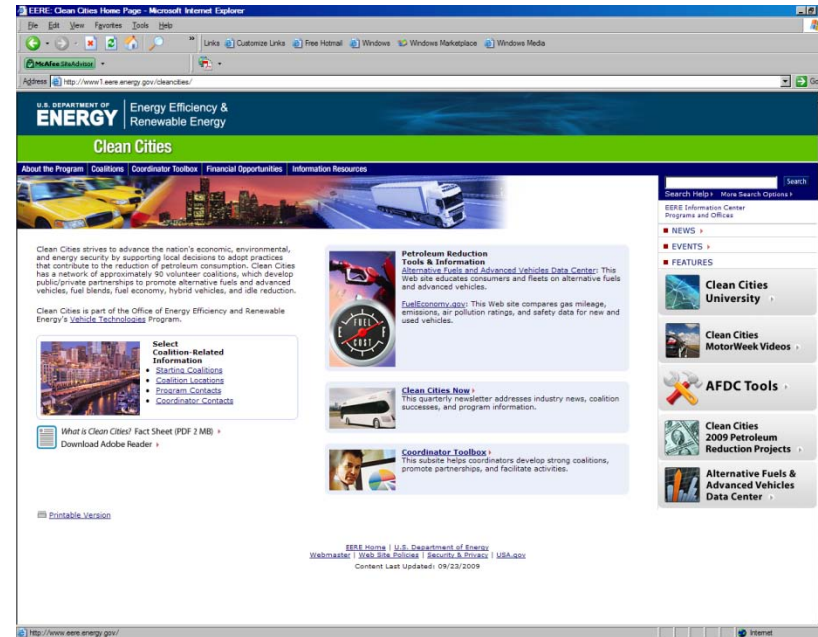 EERE: Clean Cities Home Page - Microsoft Internet Explorer
File Edit View Favorites Tools Help
Links Customize Links Free Hotmail Windows Windows Marketplace Windows Media
McAfee SiteAdvisor
Address http://www1.eere.energy.gov/cleancities/ Go
U.S. DEPARTMENT OF
ENERGY
Energy Efficiency &
Renewable Energy
Clean Cities
About the Program Coalitions Coordinator Toolbox Financial Opportunities Information Resources
Search
Search Help More Search Options
EERE Information Center
Programs and Offices
NEWS
EVENTS
FEATURES
Clean Cities strives to advance the nation's economic, environmental,
and energy security by supporting local decisions to adopt practices
that contribute to the reduction of petroleum consumption. Clean Cities
has a network of approximately 90 volunteer coalitions, which develop
public/private partnerships to promote alternative fuels and advanced
vehicles, fuel blends, fuel economy, hybrid vehicles, and idle reduction.
Clean Cities is part of the Office of Energy Efficiency and Renewable
Energy's Vehicle Technologies Program.
Select
Coalition-Related
Information
Starting Coalitions
Coalition Locations
Program Contacts
Coordinator Contacts
What is Clean Cities? Fact Sheet (PDF 2 MB)
Download Adobe Reader
Printable Version
FUEL
COST
Petroleum Reduction
Tools & Information
Alternative Fuels and Advanced Vehicles Data Center: This
Web site educates consumers and fleets on alternative fuels
and advanced vehicles.
FuelEconomy.gov: This Web site compares gas mileage,
emissions, air pollution ratings, and safety data for new and
used vehicles.
Clean Cities Now
This quarterly newsletter addresses industry news, coalition
successes, and program information.
Coordinator Toolbox
This subsite helps coordinators develop strong coalitions,
promote partnerships, and facilitate activities.
Clean Cities
University
Clean Cities
MotorWeek Videos
AFDC Tools
Clean Cities
2009 Petroleum
Reduction Projects
Alternative Fuels &
Advanced Vehicles
Data Center
EERE Home | U.S. Department of Energy
Webmaster | Web Site Policies | Security & Privacy | USA.gov
Content Last Updated: 09/23/2009
http://www.eere.energy.gov/ Internet